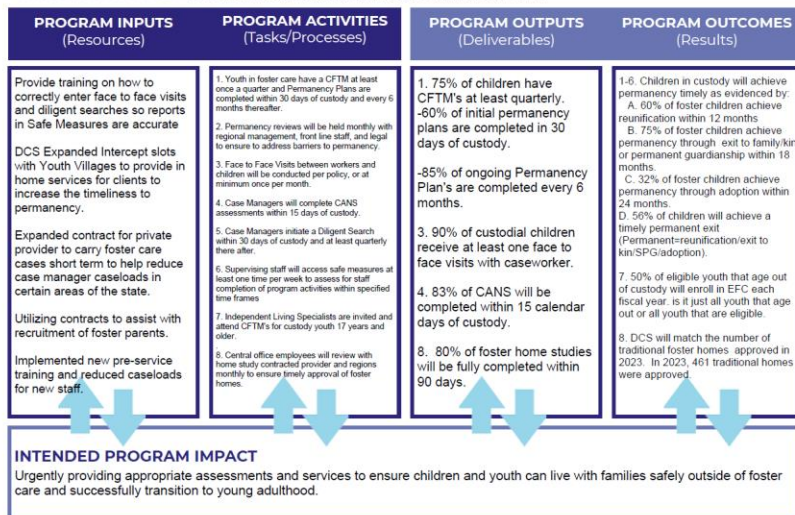 PROGRAM INPUTS
(Resources)
Provide training on how to
correctly enter face to face visits
and diligent searches so reports
in Safe Measures are accurate
DCS Expanded Intercept slots
with Youth Villages to provide in
home services for clients to
increase the timeliness to
permanency.
Expanded contract for private
provider to carry foster care
cases short term to help reduce
case manager caseloads in
certain areas of the state.
Utilizing contracts to assist with
recruitment of foster parents.
Implemented new pre-service
training and reduced caseloads
for new staff.
PROGRAM ACTIVITIES
(Tasks/Processes)
1. Youth in foster care have a CFTM at least
once a quarter and Permanency Plans are
completed within 30 days of custody and every 6
months thereafter.
2. Permanency reviews will be held monthly with
regional management, front line staff, and legal
to ensure to address barriers to permanency.
3. Face to Face Visits between workers and
children will be conducted per policy, or at
minimum once per month.
4. Case Managers will complete CANS
assessments within 15 days of custody.
5. Case Managers initiate a Diligent Search
within 30 days of custody and at least quarterly
there after.
6. Supervising staff will access safe measures at
least one time per week to assess for staff
completion of program activities within specified
time frames
7. Independent Living Specialists are invited and
attend CFTM's for custody youth 17 years and
older.
8. Central office employees will review with
home study contracted provider and regions
monthly to ensure timely approval of foster
homes.
PROGRAM OUTPUTS
(Deliverables)
1. 75% of children have
CFTM's at least quarterly.
-60% of initial permanency
plans are completed in 30
days of custody.
-85% of ongoing Permanency
Plan's are completed every 6
months.
3. 90% of custodial children
receive at least one face to
face visits with caseworker.
4. 83% of CANS will be
completed within 15 calendar
days of custody.
8. 80% of foster home studies
will be fully completed within
90 days.
PROGRAM OUTCOMES
(Results)
1-6. Children in custody will achieve
permanency timely as evidenced by:
A. 60% of foster children achieve
reunification within 12 months
B. 75% of foster children achieve
permanency through exit to family/kin
or permanent guardianship within 18
months.
C. 32% of foster children achieve
permanency through adoption within
24 months.
D. 56% of children will achieve a
timely permanent exit
(Permanent=reunification/exit to
kin/SPG/adoption).
7. 50% of eligible youth that age out
of custody will enroll in EFC each
fiscal year. is it just all youth that age
out or all youth that are eligible.
8. DCS will match the number of
traditional foster homes approved in
2023. In 2023, 461 traditional homes
were approved.
INTENDED PROGRAM IMPACT
Urgently providing appropriate assessments and services to ensure children and youth can live with families safely outside of foster
care and successfully transition to young adulthood.